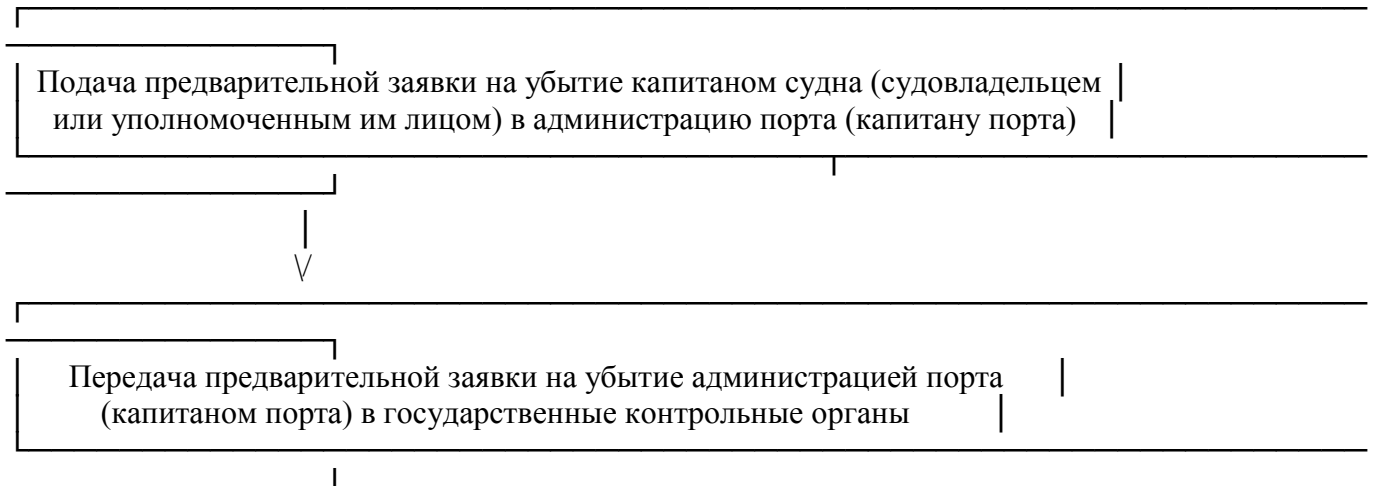 Подача предварительной заявки на убытие капитаном судна (судовладельцем
или уполномоченным им лицом) в администрацию порта (капитану порта)
Передача предварительной заявки на убытие администрацией порта
(капитаном порта) в государственные контрольные органы